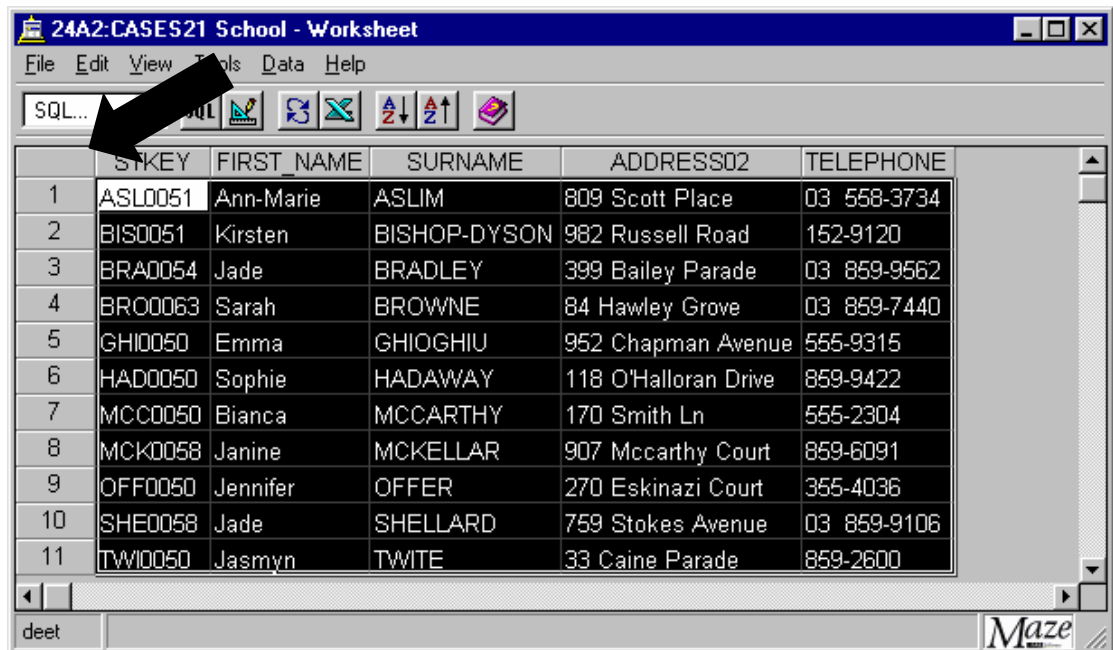 24A2:CASES21 School - Worksheet
File Edit View Tools Data Help
SQL... SQL
STKEY FIRST_NAME SURNAME ADDRESS02 TELEPHONE
1 ASL0051 Ann-Marie ASLIM 809 Scott Place 03 558-3734
2 BIS0051 Kirsten BISHOP-DYSON 982 Russell Road 152-9120
3 BRA0054 Jade BRADLEY 399 Bailey Parade 03 859-9562
4 BRO0063 Sarah BROWNE 84 Hawley Grove 03 859-7440
5 GHI0050 Emma GHIOGHIU 952 Chapman Avenue 555-9315
6 HAD0050 Sophie HADAWAY 118 O'Halloran Drive 859-9422
7 MCC0050 Bianca MCCARTHY 170 Smith Ln 555-2304
8 MCK0058 Janine MCKELLAR 907 Mccarthy Court 859-6091
9 OFF0050 Jennifer OFFER 270 Eskinazi Court 355-4036
10 SHE0058 Jade SHELLARD 759 Stokes Avenue 03 859-9106
11 TWI0050 Jasmyn TWITE 33 Caine Parade 859-2600
deet Maze